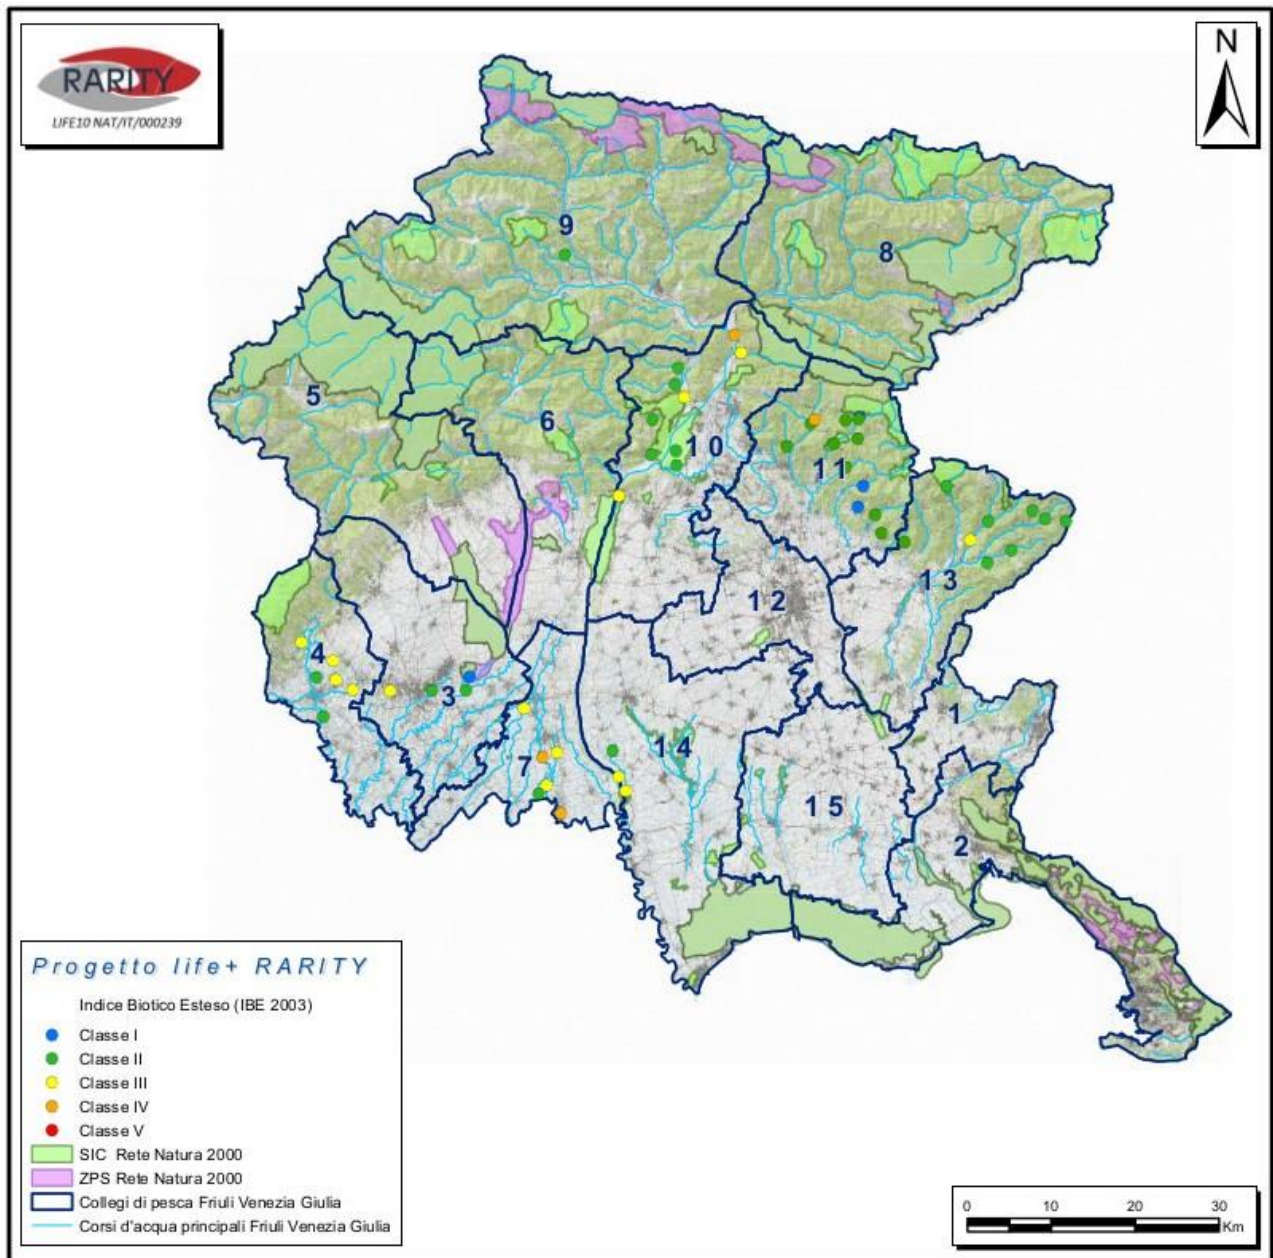 RARITY
LIFE10 NAT/IT/000239
N
9
8
5
6
10
11
13
12
4
3
1
14
7
15
2
Progetto life+ RARITY
Indice Biotico Esteso (IBE 2003)
Classe I
Classe II
Classe III
Classe IV
Classe V
SIC Rete Natura 2000
ZPS Rete Natura 2000
Collegi di pesca Friuli Venezia Giulia
Corsi d'acqua principali Friuli Venezia Giulia
0 10 20 30
Km